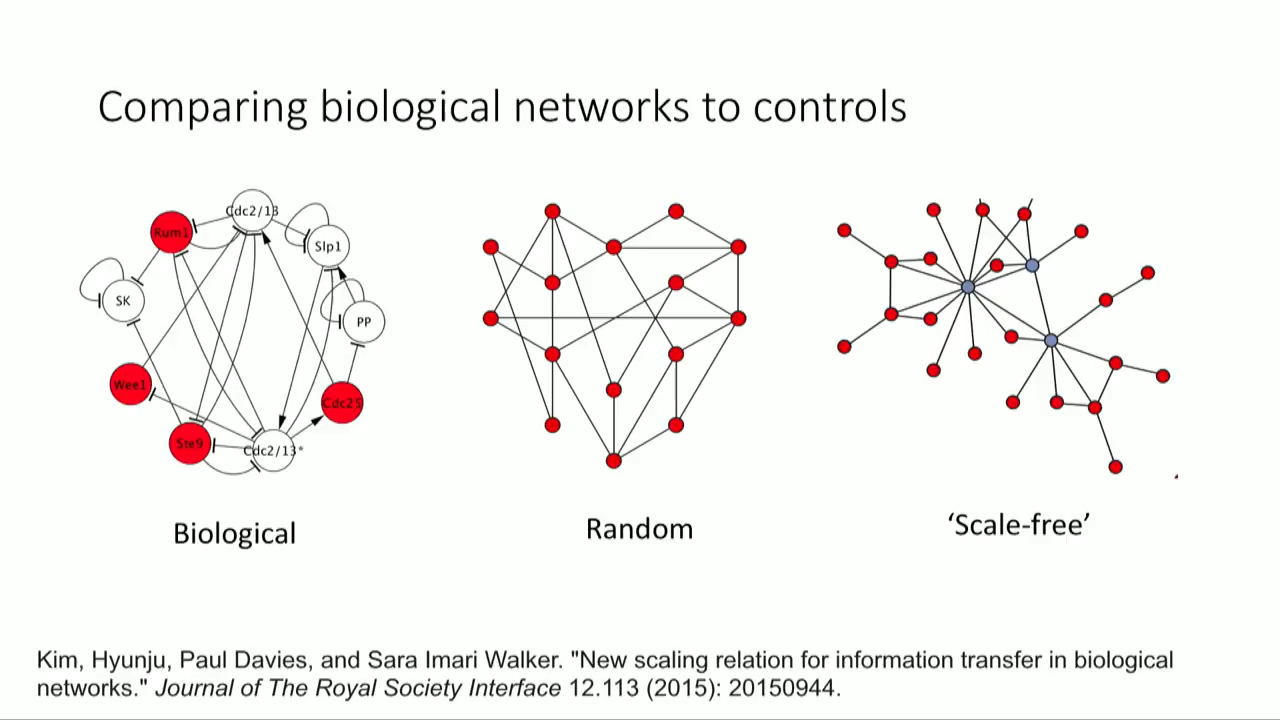 Comparing biological networks to controls
Cdc2/13
Rum1
Slp1
SK
PP
Wee1
Cdc25
Ste9
Cdc2/13*
Biological
Random
‘Scale-free’
Kim, Hyunju, Paul Davies, and Sara Imari Walker. "New scaling relation for information transfer in biological
networks." Journal of The Royal Society Interface 12.113 (2015): 20150944.